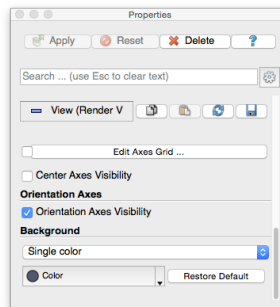 Properties
Apply Reset Delete ?
Search ... (use Esc to clear text)
View (Render V
Edit Axes Grid ...
Center Axes Visibility
Orientation Axes
Orientation Axes Visibility
Background
Single color
Color Restore Default